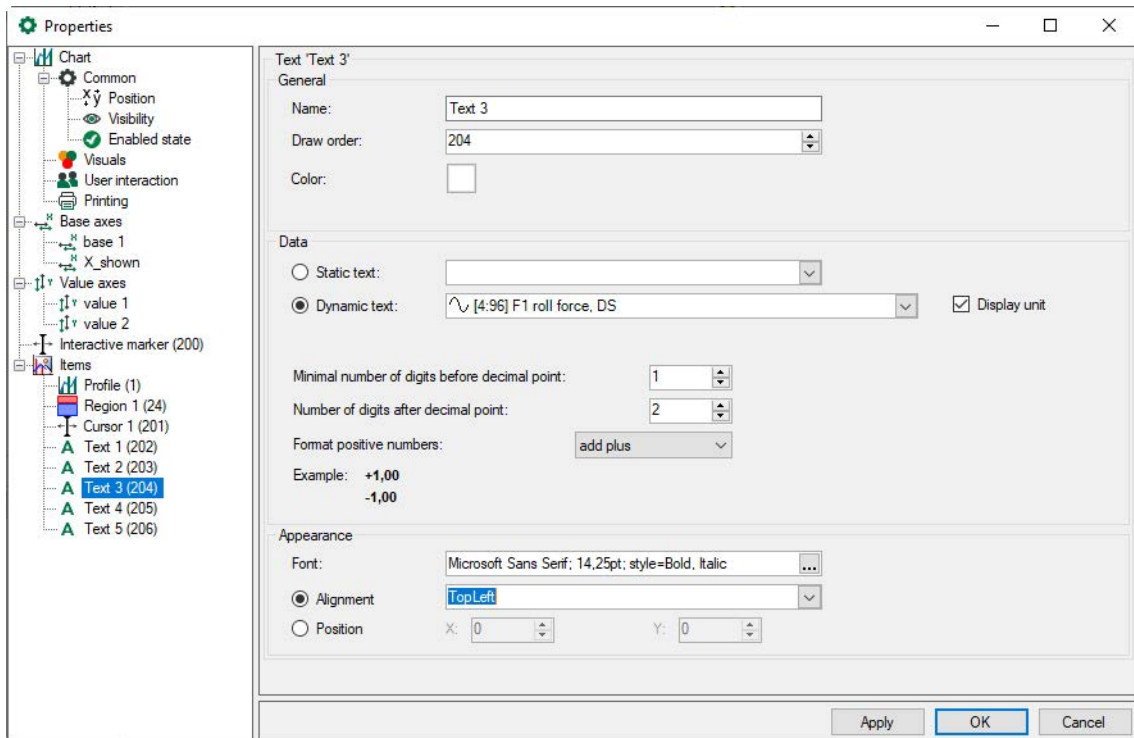 Properties
Chart
Common
Position
Visibility
Enabled state
Visuals
User interaction
Printing
Base axes
base 1
X_shown
Value axes
value 1
value 2
Interactive marker (200)
Items
Profile (1)
Region 1 (24)
Cursor 1 (201)
Text 1 (202)
Text 2 (203)
Text 3 (204)
Text 4 (205)
Text 5 (206)
Text 'Text 3'
General
Name: Text 3
Draw order: 204
Color:
Data
Static text:
Dynamic text: [4:96] F1 roll force, DS Display unit
Minimal number of digits before decimal point: 1
Number of digits after decimal point: 2
Format positive numbers: add plus
Example: +1,00
-1,00
Appearance
Font: Microsoft Sans Serif; 14,25pt; style=Bold, Italic ...
Alignment TopLeft
Position X: 0 Y: 0
Apply OK Cancel